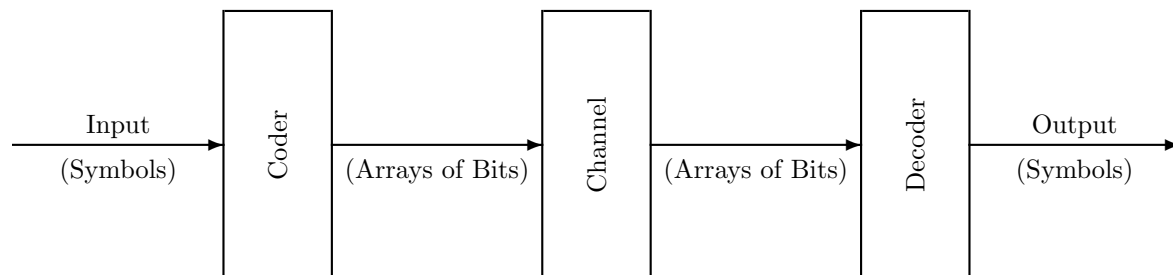 Input
(Symbols)
Coder
(Arrays of Bits)
Channel
(Arrays of Bits)
Decoder
Output
(Symbols)